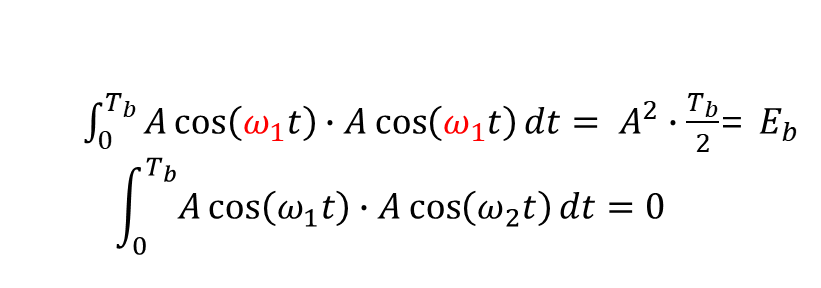 ∫₀^{T_b} A cos(ω₁t) · A cos(ω₁t) dt = A² · T_b/2 = E_b
∫₀^{T_b} A cos(ω₁t) · A cos(ω₂t) dt = 0